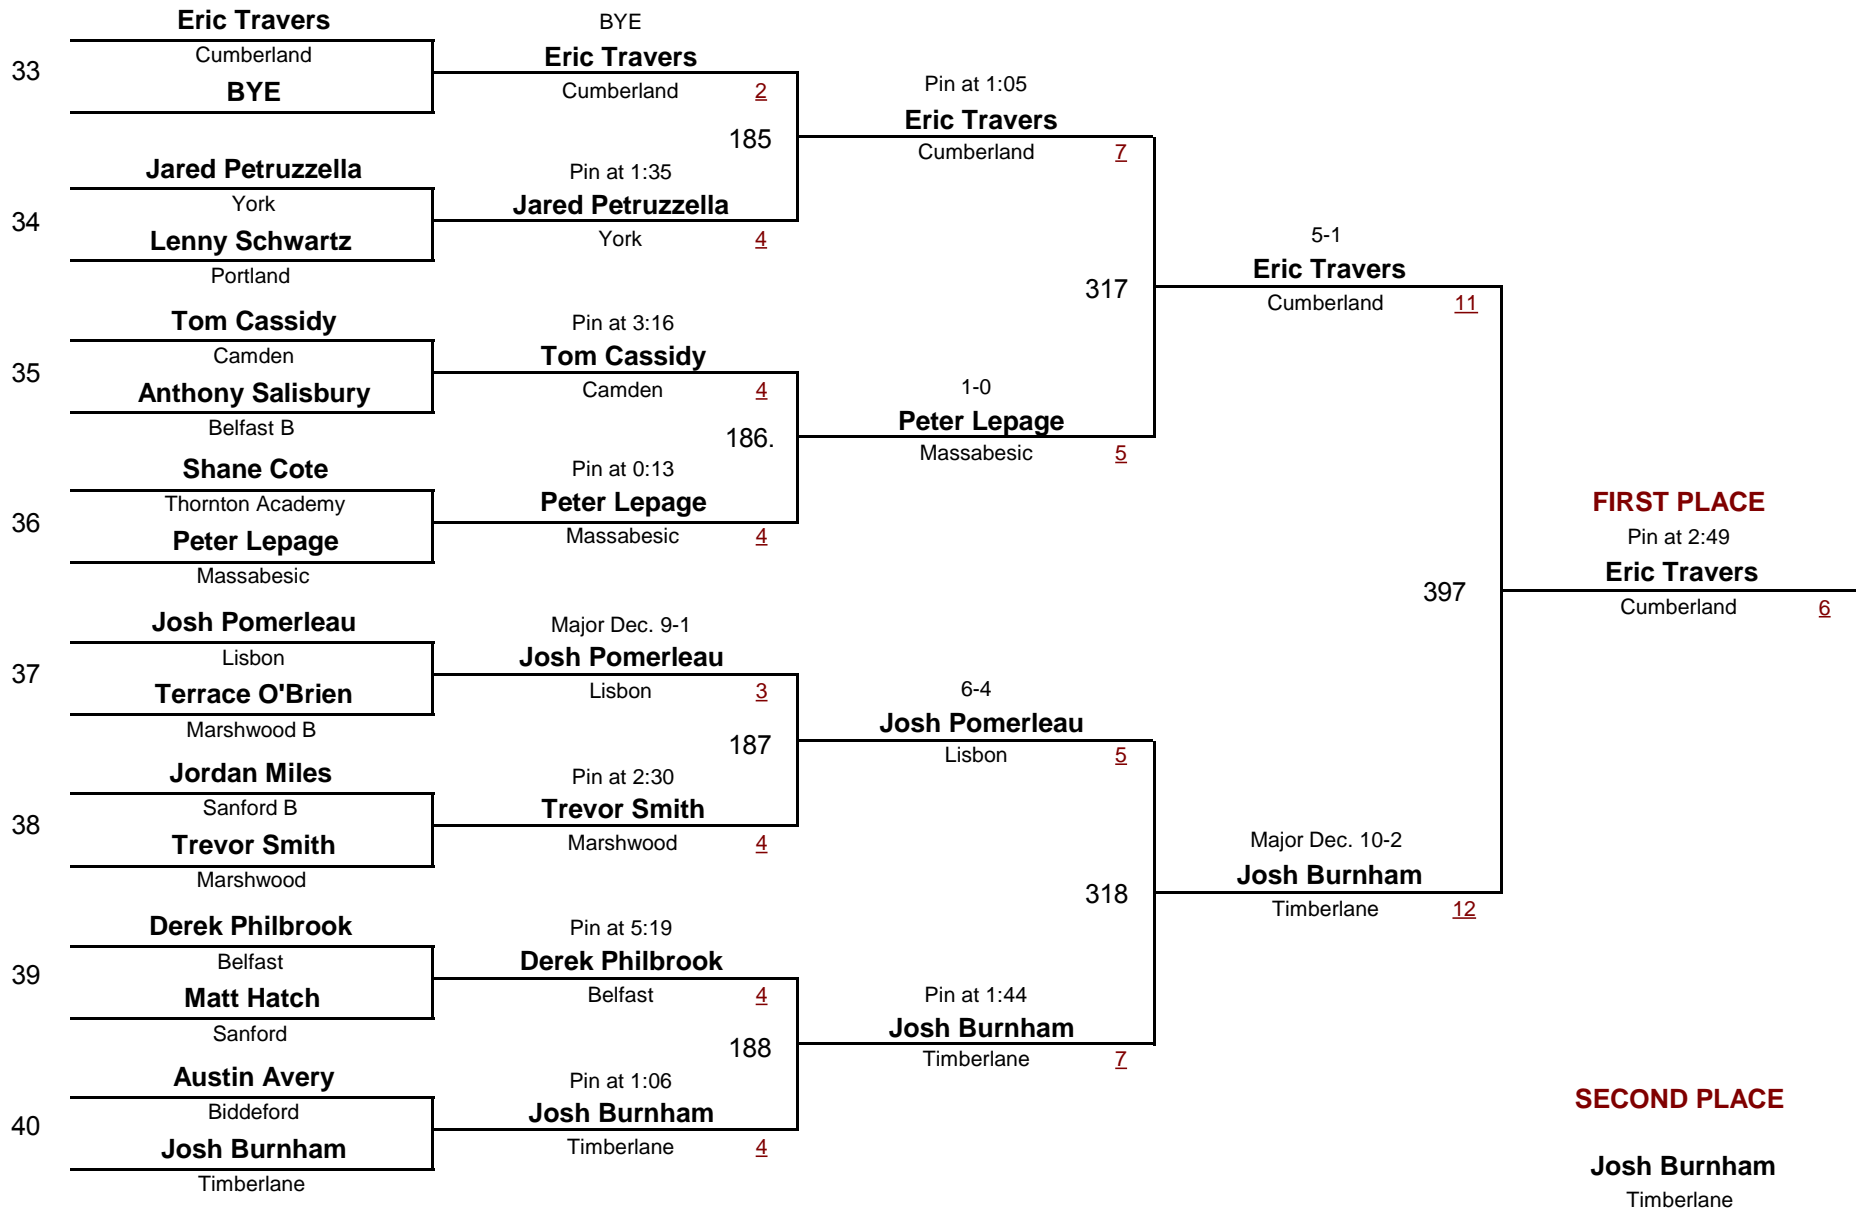 Eric Travers
Cumberland
33
BYE
Jared Petruzzella
York
34
Lenny Schwartz
Portland
Tom Cassidy
Camden
35
Anthony Salisbury
Belfast B
Shane Cote
Thornton Academy
36
Peter Lepage
Massabesic
Josh Pomerleau
Lisbon
37
Terrace O'Brien
Marshwood B
Jordan Miles
Sanford B
38
Trevor Smith
Marshwood
Derek Philbrook
Belfast
39
Matt Hatch
Sanford
Austin Avery
Biddeford
40
Josh Burnham
Timberlane
BYE
Eric Travers
Cumberland 2
185
Pin at 1:35
Jared Petruzzella
York 4
Pin at 3:16
Tom Cassidy
Camden 4
186.
Pin at 0:13
Peter Lepage
Massabesic 4
Major Dec. 9-1
Josh Pomerleau
Lisbon 3
187
Pin at 2:30
Trevor Smith
Marshwood 4
Pin at 5:19
Derek Philbrook
Belfast 4
188
Pin at 1:06
Josh Burnham
Timberlane 4
Pin at 1:05
Eric Travers
Cumberland 7
317
1-0
Peter Lepage
Massabesic 5
6-4
Josh Pomerleau
Lisbon 5
318
Pin at 1:44
Josh Burnham
Timberlane 7
5-1
Eric Travers
Cumberland 11
397
Major Dec. 10-2
Josh Burnham
Timberlane 12
FIRST PLACE
Pin at 2:49
Eric Travers
Cumberland 6
SECOND PLACE
Josh Burnham
Timberlane